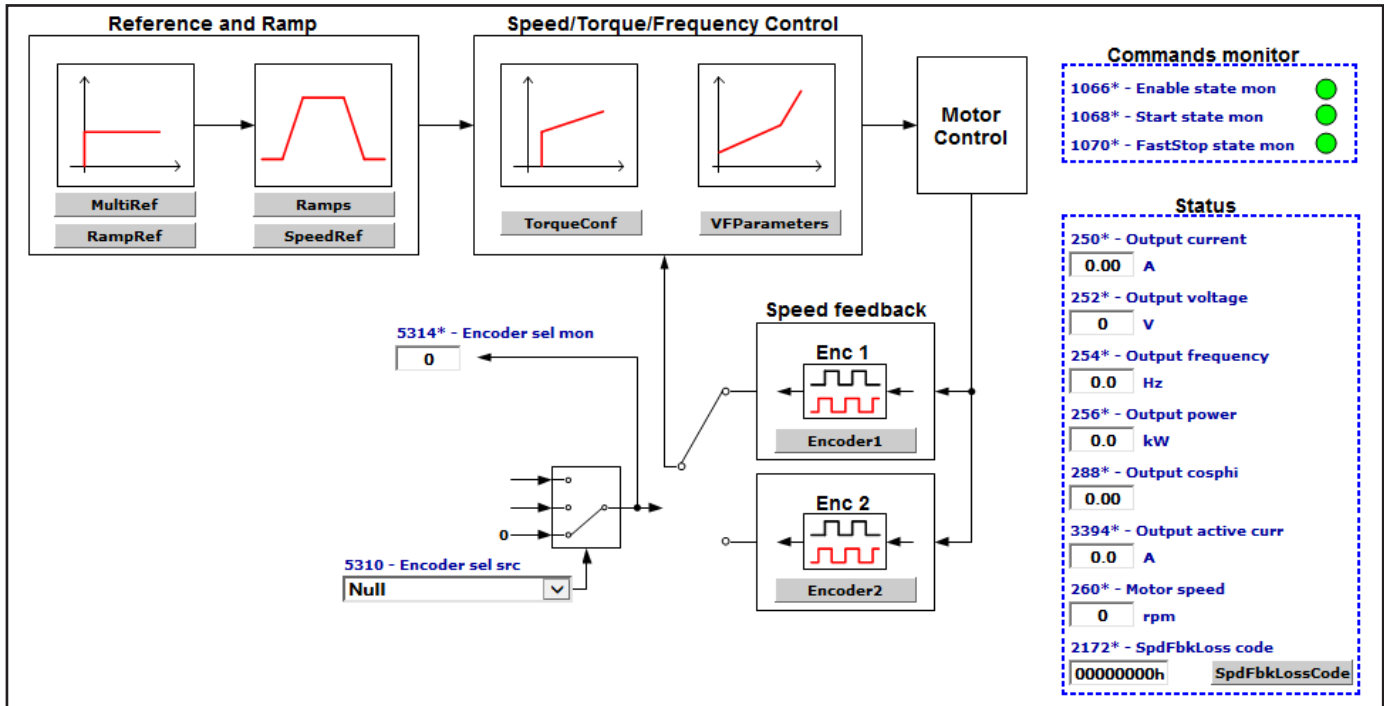 Reference and Ramp
MultiRef
Ramps
RampRef
SpeedRef
Speed/Torque/Frequency Control
TorqueConf
VFParameters
Motor
Control
Commands monitor
1066* - Enable state mon
1068* - Start state mon
1070* - FastStop state mon
Status
250* - Output current
0.00 A
252* - Output voltage
0 V
254* - Output frequency
0.0 Hz
256* - Output power
0.0 kW
288* - Output cosphi
0.00
3394* - Output active curr
0.0 A
260* - Motor speed
0 rpm
2172* - SpdFbkLoss code
00000000h SpdFbkLossCode
Speed feedback
Enc 1
Encoder1
Enc 2
Encoder2
5314* - Encoder sel mon
0
0
5310 - Encoder sel src
Null